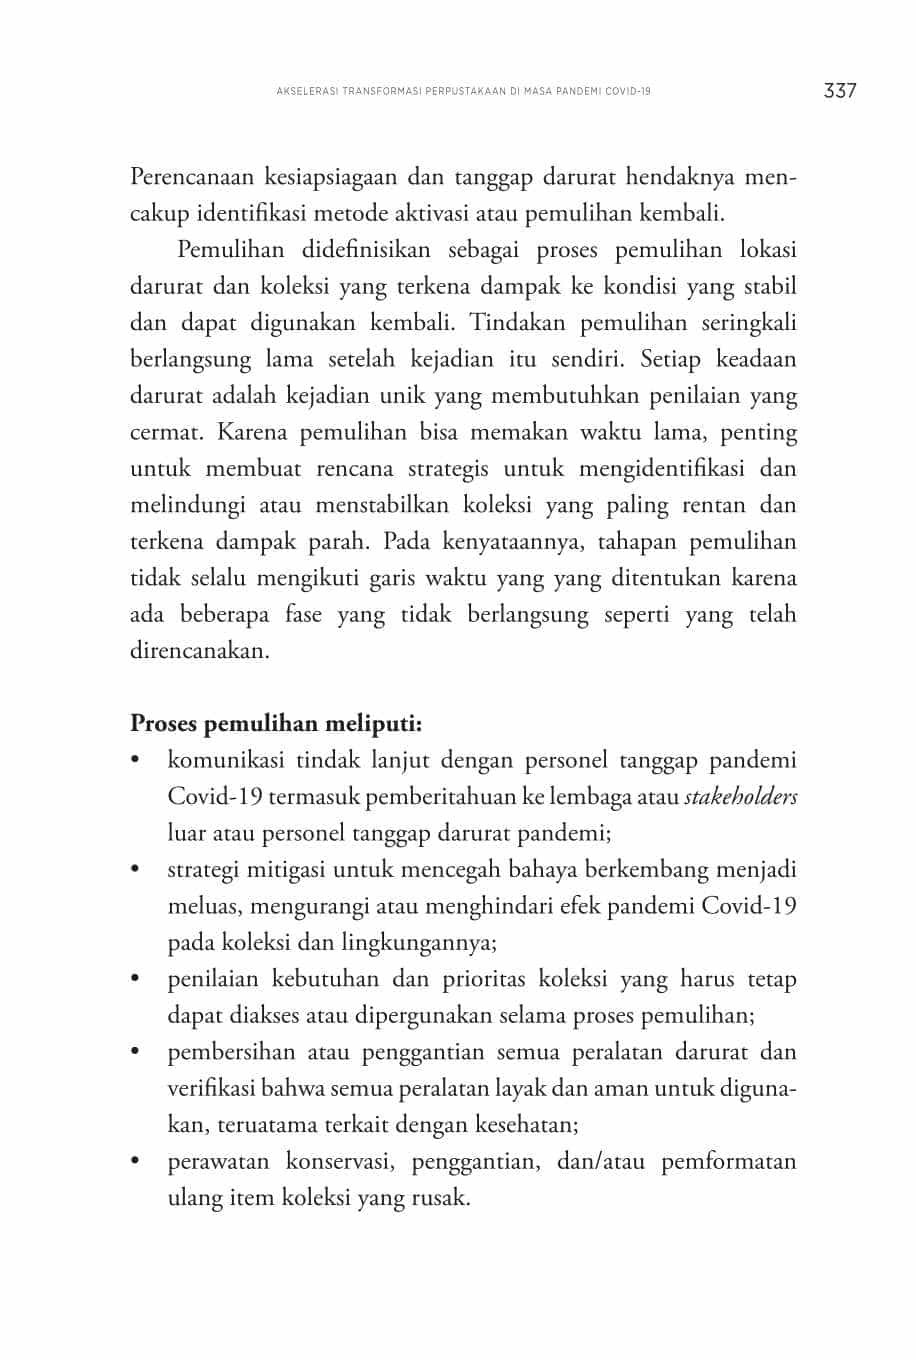 AKSELERASI TRANSFORMASI PERPUSTAKAAN DI MASA PANDEMI COVID-19 337
Perencanaan kesiapsiagaan dan tanggap darurat hendaknya men-
cakup identifikasi metode aktivasi atau pemulihan kembali.
Pemulihan didefinisikan sebagai proses pemulihan lokasi
darurat dan koleksi yang terkena dampak ke kondisi yang stabil
dan dapat digunakan kembali. Tindakan pemulihan seringkali
berlangsung lama setelah kejadian itu sendiri. Setiap keadaan
darurat adalah kejadian unik yang membutuhkan penilaian yang
cermat. Karena pemulihan bisa memakan waktu lama, penting
untuk membuat rencana strategis untuk mengidentifikasi dan
melindungi atau menstabilkan koleksi yang paling rentan dan
terkena dampak parah. Pada kenyataannya, tahapan pemulihan
tidak selalu mengikuti garis waktu yang yang ditentukan karena
ada beberapa fase yang tidak berlangsung seperti yang telah
direncanakan.
Proses pemulihan meliputi:
• komunikasi tindak lanjut dengan personel tanggap pandemi
Covid-19 termasuk pemberitahuan ke lembaga atau stakeholders
luar atau personel tanggap darurat pandemi;
• strategi mitigasi untuk mencegah bahaya berkembang menjadi
meluas, mengurangi atau menghindari efek pandemi Covid-19
pada koleksi dan lingkungannya;
• penilaian kebutuhan dan prioritas koleksi yang harus tetap
dapat diakses atau dipergunakan selama proses pemulihan;
• pembersihan atau penggantian semua peralatan darurat dan
verifikasi bahwa semua peralatan layak dan aman untuk diguna-
kan, teruatama terkait dengan kesehatan;
• perawatan konservasi, penggantian, dan/atau pemformatan
ulang item koleksi yang rusak.